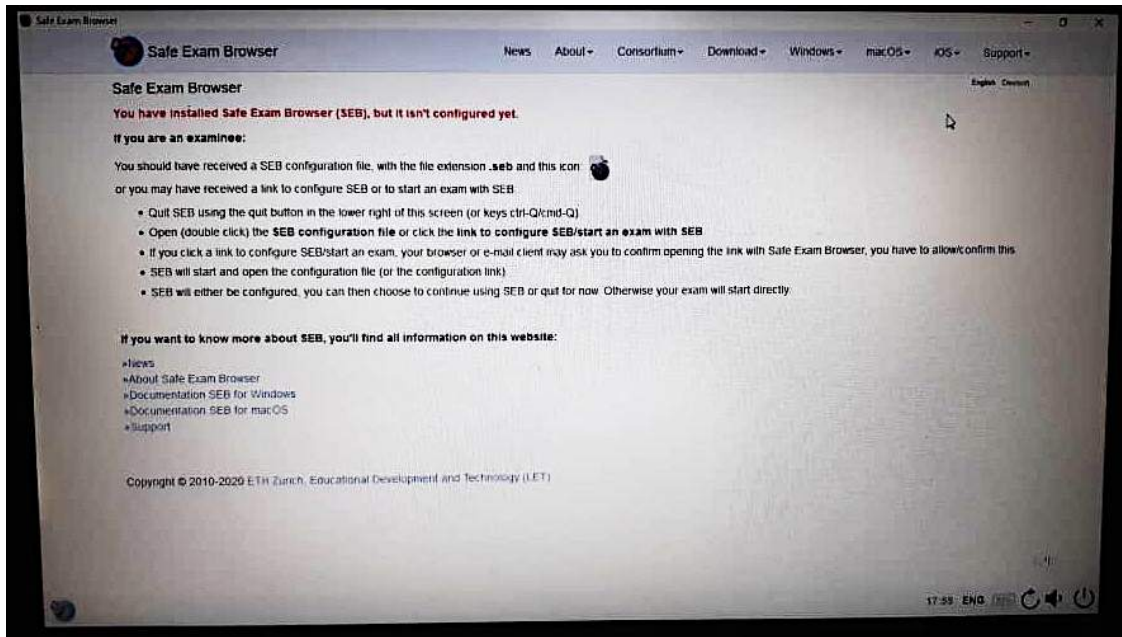 Safe Exam Browser
Safe Exam Browser News About Consortium Download Windows macOS iOS Support
English Deutsch
Safe Exam Browser
You have installed Safe Exam Browser (SEB), but it isn't configured yet.
If you are an examinee:
You should have received a SEB configuration file, with the file extension .seb and this icon:
or you may have received a link to configure SEB or to start an exam with SEB
• Quit SEB using the quit button in the lower right of this screen (or keys ctrl-Q/cmd-Q)
• Open (double click) the SEB configuration file or click the link to configure SEB/start an exam with SEB
• If you click a link to configure SEB/start an exam, your browser or e-mail client may ask you to confirm opening the link with Safe Exam Browser, you have to allow/confirm this
• SEB will start and open the configuration file (or the configuration link)
• SEB will either be configured, you can then choose to continue using SEB or quit for now. Otherwise your exam will start directly.
If you want to know more about SEB, you'll find all information on this website:
»News
»About Safe Exam Browser
»Documentation SEB for Windows
»Documentation SEB for macOS
»Support
Copyright © 2010-2020 ETH Zurich, Educational Development and Technology (LET)
17:55 ENG